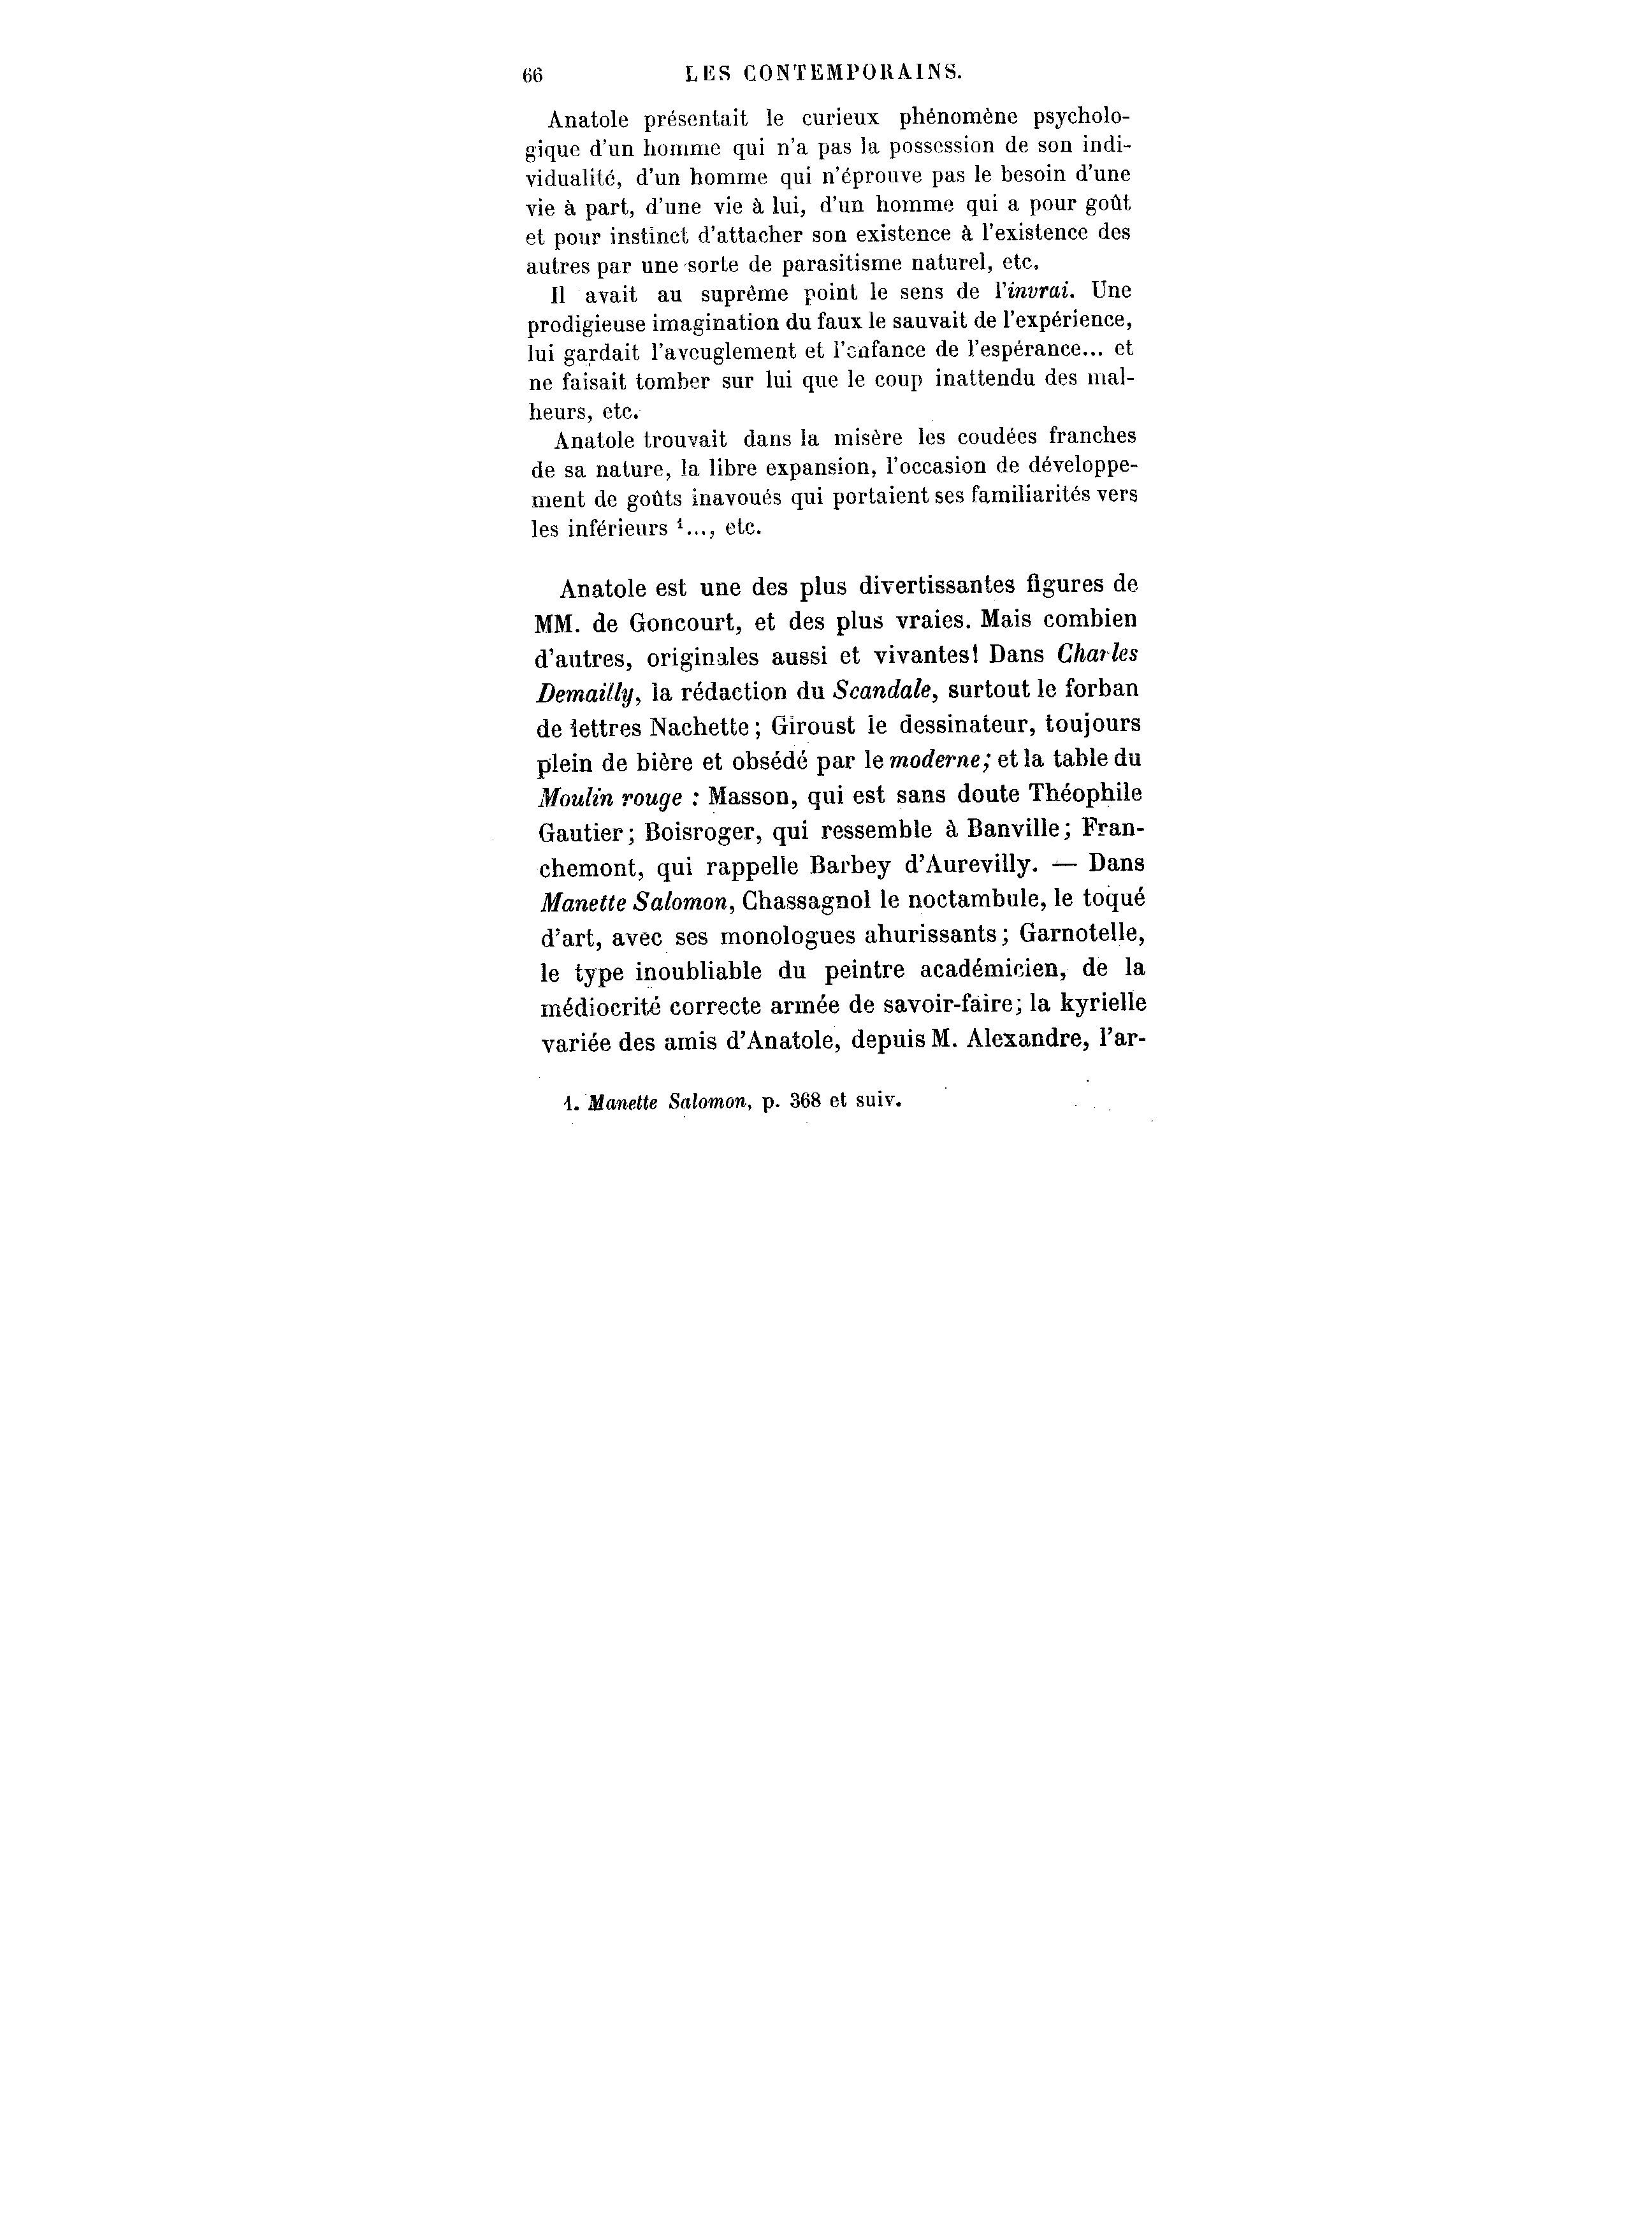 66 LES CONTEMPORAINS.
Anatole présentait le curieux phénomène psycholo-
gique d'un homme qui n'a pas la possession de son indi-
vidualité, d'un homme qui n'éprouve pas le besoin d'une
vie à part, d'une vie à lui, d'un homme qui a pour goût
et pour instinct d'attacher son existence à l'existence des
autres par une sorte de parasitisme naturel, etc.
Il avait au suprême point le sens de l'invrai. Une
prodigieuse imagination du faux le sauvait de l'expérience,
lui gardait l'aveuglement et l'enfance de l'espérance... et
ne faisait tomber sur lui que le coup inattendu des mal-
heurs, etc.
Anatole trouvait dans la misère les coudées franches
de sa nature, la libre expansion, l'occasion de développe-
ment de goûts inavoués qui portaient ses familiarités vers
les inférieurs 1..., etc.
Anatole est une des plus divertissantes figures de
MM. de Goncourt, et des plus vraies. Mais combien
d'autres, originales aussi et vivantes! Dans Charles
Demailly, la rédaction du Scandale, surtout le forban
de lettres Nachette; Giroust le dessinateur, toujours
plein de bière et obsédé par le moderne; et la table du
Moulin rouge : Masson, qui est sans doute Théophile
Gautier; Boisroger, qui ressemble à Banville; Fran-
chemont, qui rappelle Barbey d'Aurevilly. — Dans
Manette Salomon, Chassagnol le noctambule, le toqué
d'art, avec ses monologues ahurissants; Garnotelle,
le type inoubliable du peintre académicien, de la
médiocrité correcte armée de savoir-faire; la kyrielle
variée des amis d'Anatole, depuis M. Alexandre, l'ar-
1. Manette Salomon, p. 368 et suiv.